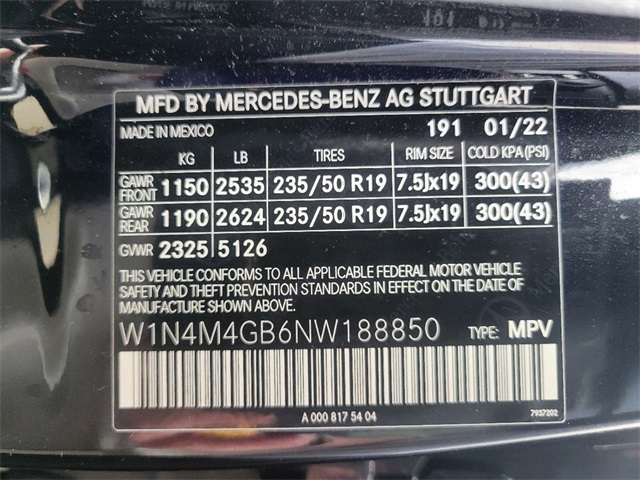 191
MFD BY MERCEDES-BENZ AG STUTTGART
MADE IN MEXICO 191 01/22
KG LB TIRES RIM SIZE COLD KPA(PSI)
GAWR FRONT 1150 2535 235/50 R19 7.5Jx19 300(43)
GAWR REAR 1190 2624 235/50 R19 7.5Jx19 300(43)
GVWR 2325 5126
THIS VEHICLE CONFORMS TO ALL APPLICABLE FEDERAL MOTOR VEHICLE
SAFETY, BUMPER, AND THEFT PREVENTION STANDARDS IN EFFECT ON THE DATE OF
MANUFACTURE SHOWN ABOVE.
W1N4M4GB6NW188850 TYPE: MPV
A 000 817 54 04
7937202